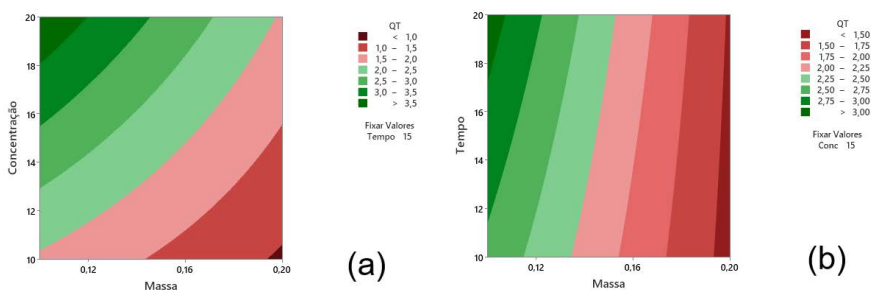 QT
< 1,0
1,0 – 1,5
1,5 – 2,0
2,0 – 2,5
2,5 – 3,0
3,0 – 3,5
> 3,5
Fixar Valores
Tempo 15
Concentração
20
18
16
14
12
10
0,12
0,16
0,20
Massa
(a)
QT
< 1,50
1,50 – 1,75
1,75 – 2,00
2,00 – 2,25
2,25 – 2,50
2,50 – 2,75
2,75 – 3,00
> 3,00
Fixar Valores
Conc 15
Tempo
20
18
16
14
12
10
0,12
0,16
0,20
Massa
(b)